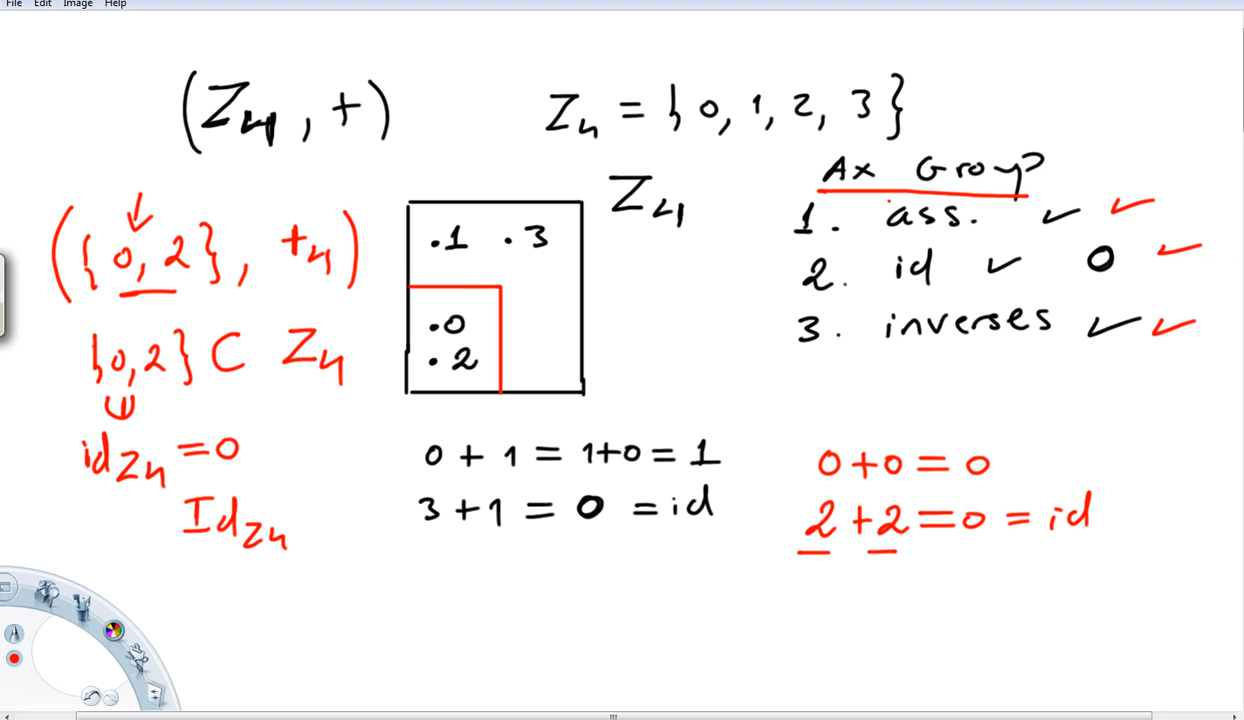 File Edit Image Help
(Z4, +)
Z4 = {0, 1, 2, 3}
Ax Group
1. ass. ✓ ✓
2. id ✓ 0 ✓
3. inverses ✓ ✓
Z4
.1 .3
.0
.2
({0, 2}, +4)
{0,2} ⊂ Z4
⇓
idZ4 = 0
IdZ4
0 + 1 = 1+0 = 1
3 + 1 = 0 = id
0+0 = 0
2 + 2 = 0 = id